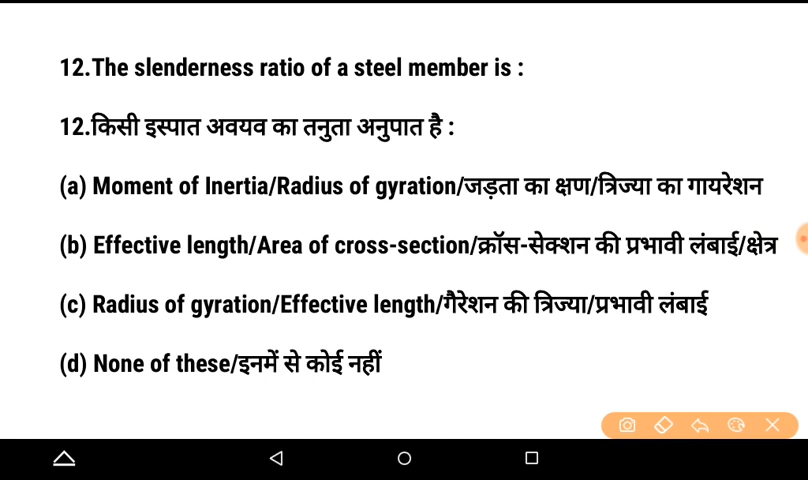 12.The slenderness ratio of a steel member is :
12.किसी इस्पात अवयव का तनुता अनुपात है :
(a) Moment of Inertia/Radius of gyration/जड़ता का क्षण/त्रिज्या का गायरेशन
(b) Effective length/Area of cross-section/क्रॉस-सेक्शन की प्रभावी लंबाई/क्षेत्र
(c) Radius of gyration/Effective length/गैरेशन की त्रिज्या/प्रभावी लंबाई
(d) None of these/इनमें से कोई नहीं